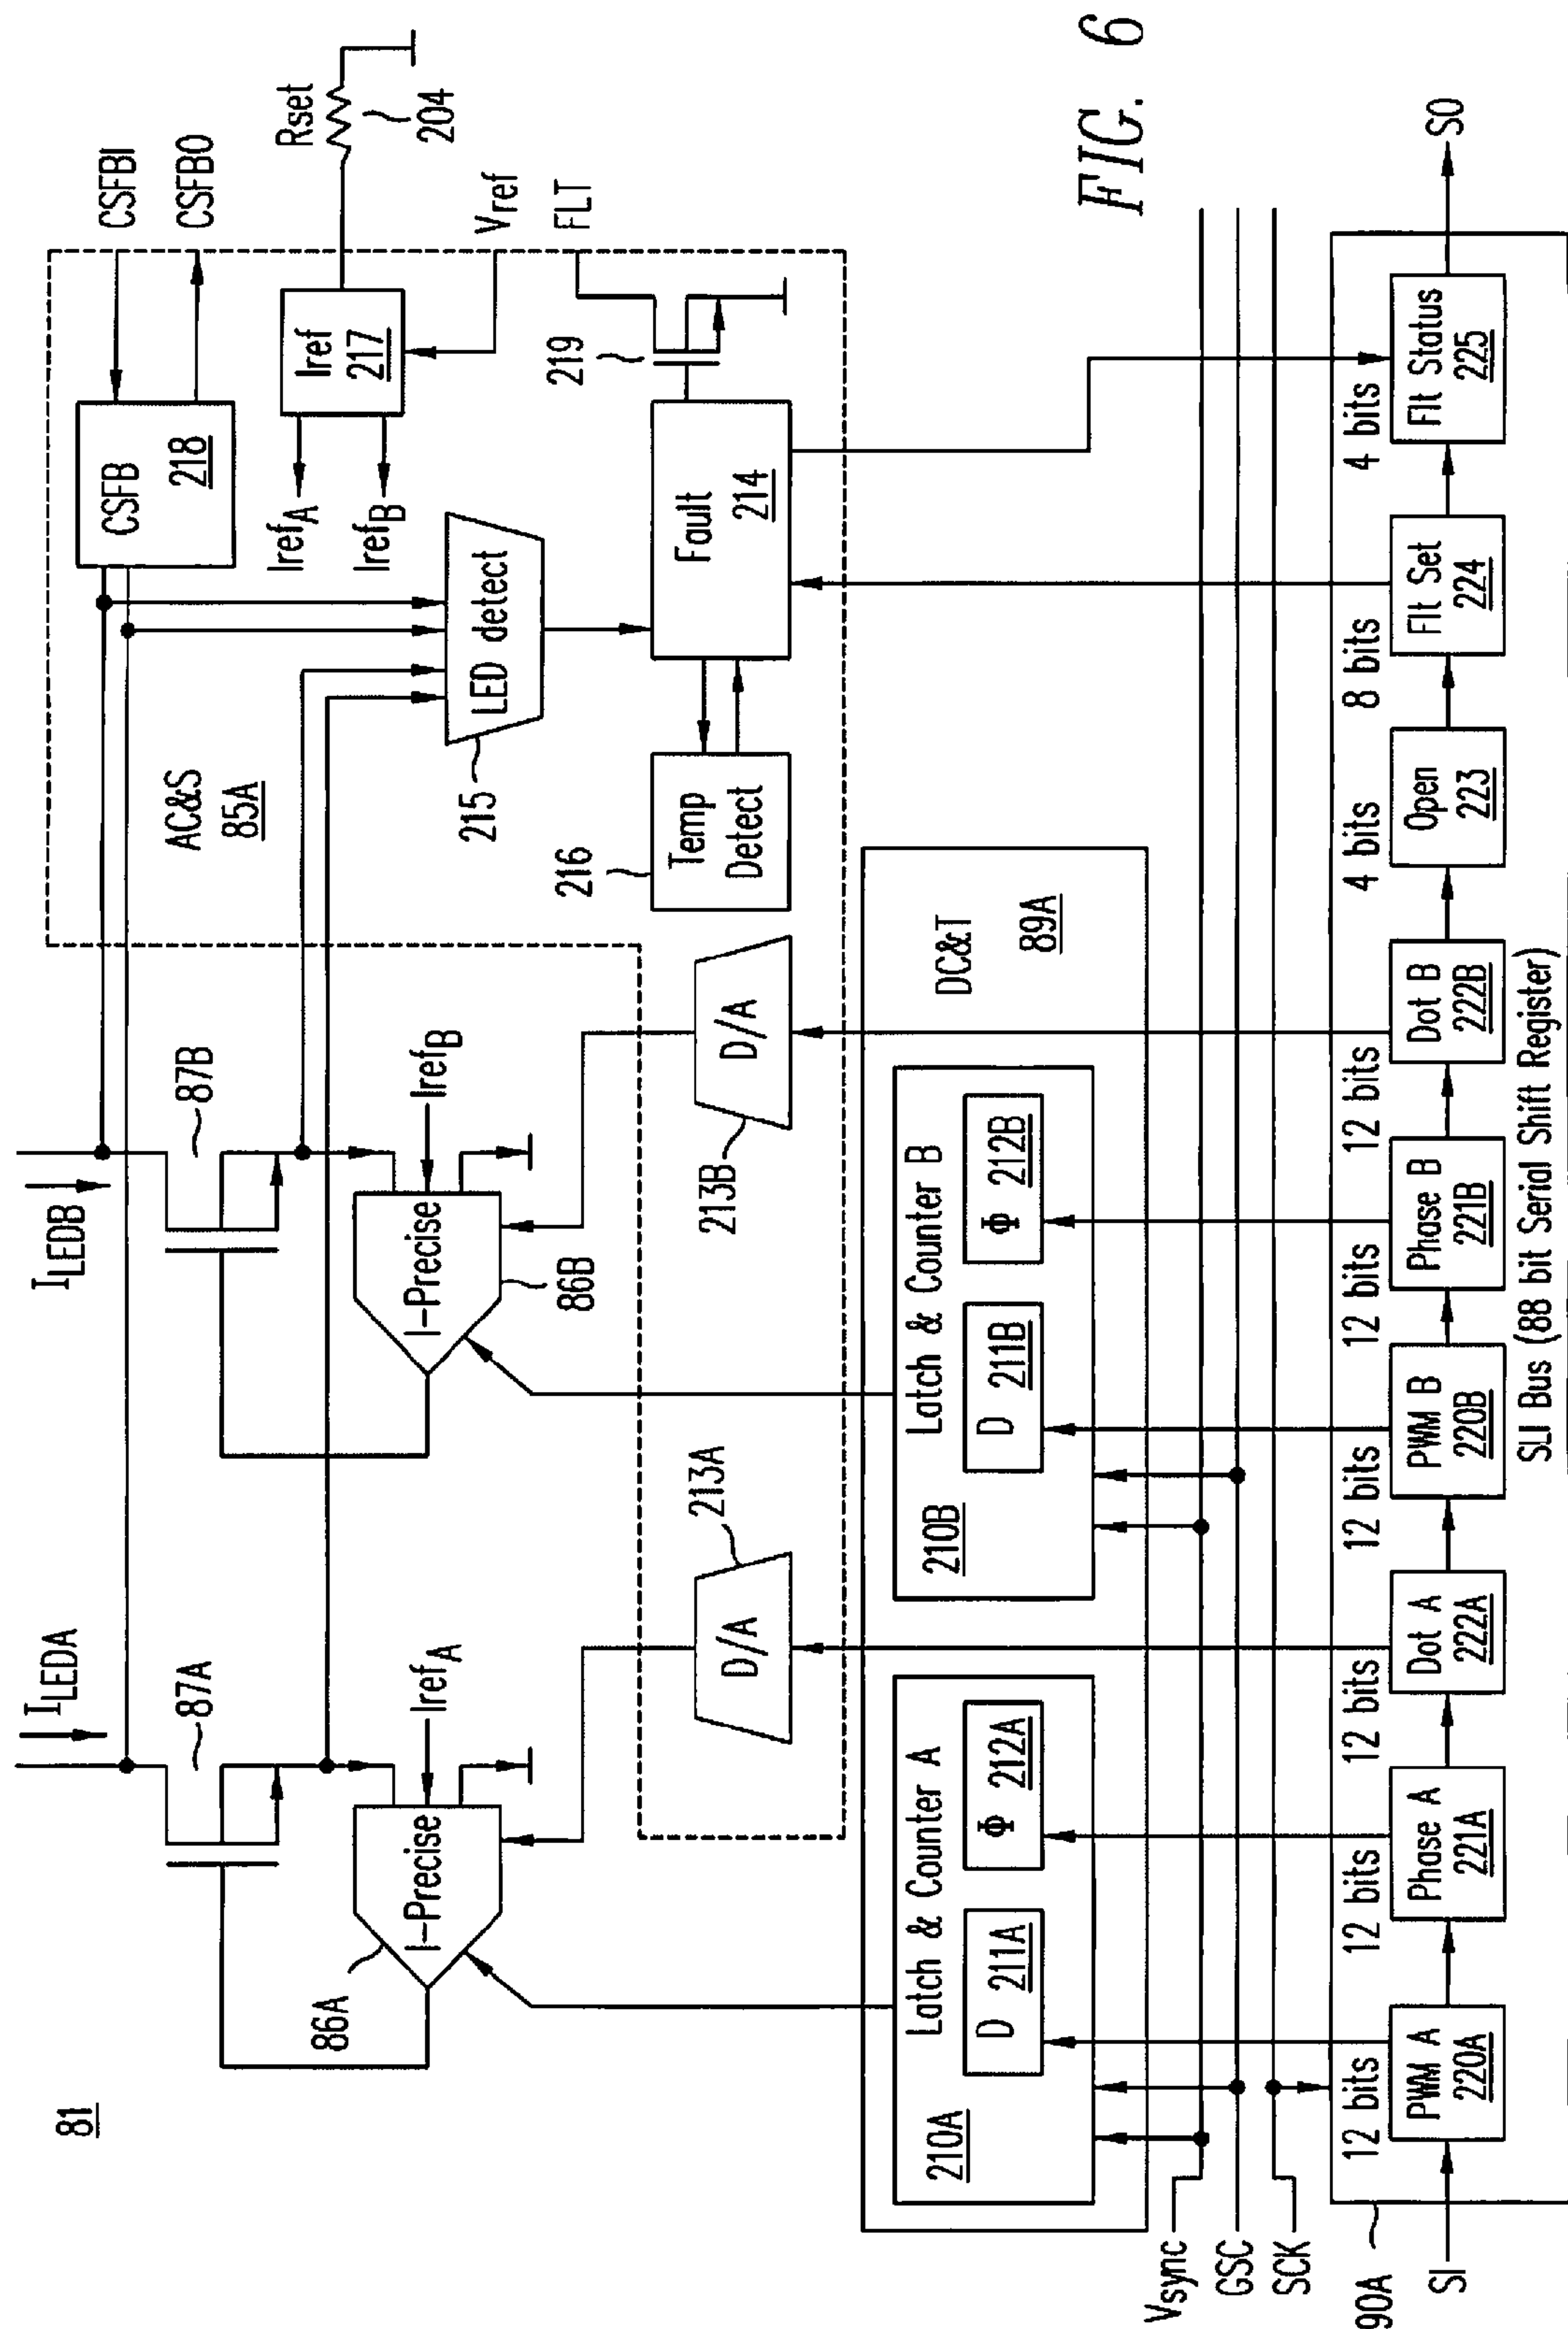 81
I LEDA
87A
I LEDB
87B
CSFB
218
CSFBI
CSFBO
AC&S
85A
Iref
217
Rset
204
IrefA
IrefB
Vref
FLT
86A
I-Precise
IrefA
86B
I-Precise
IrefB
215
LED detect
219
Fault
214
216
Temp
Detect
213A
D/A
213B
D/A
DC&T
89A
Latch & Counter A
210A
D
211A
Φ
212A
Latch & Counter B
210B
D
211B
Φ
212B
Vsync
GSC
SCK
90A
SI
12 bits
PWM A
220A
12 bits
Phase A
221A
12 bits
Dot A
222A
12 bits
PWM B
220B
12 bits
Phase B
221B
12 bits
Dot B
222B
4 bits
Open
223
8 bits
Flt Set
224
4 bits
Flt Status
225
SO
SLI Bus (88 bit Serial Shift Register)
FIG. 6